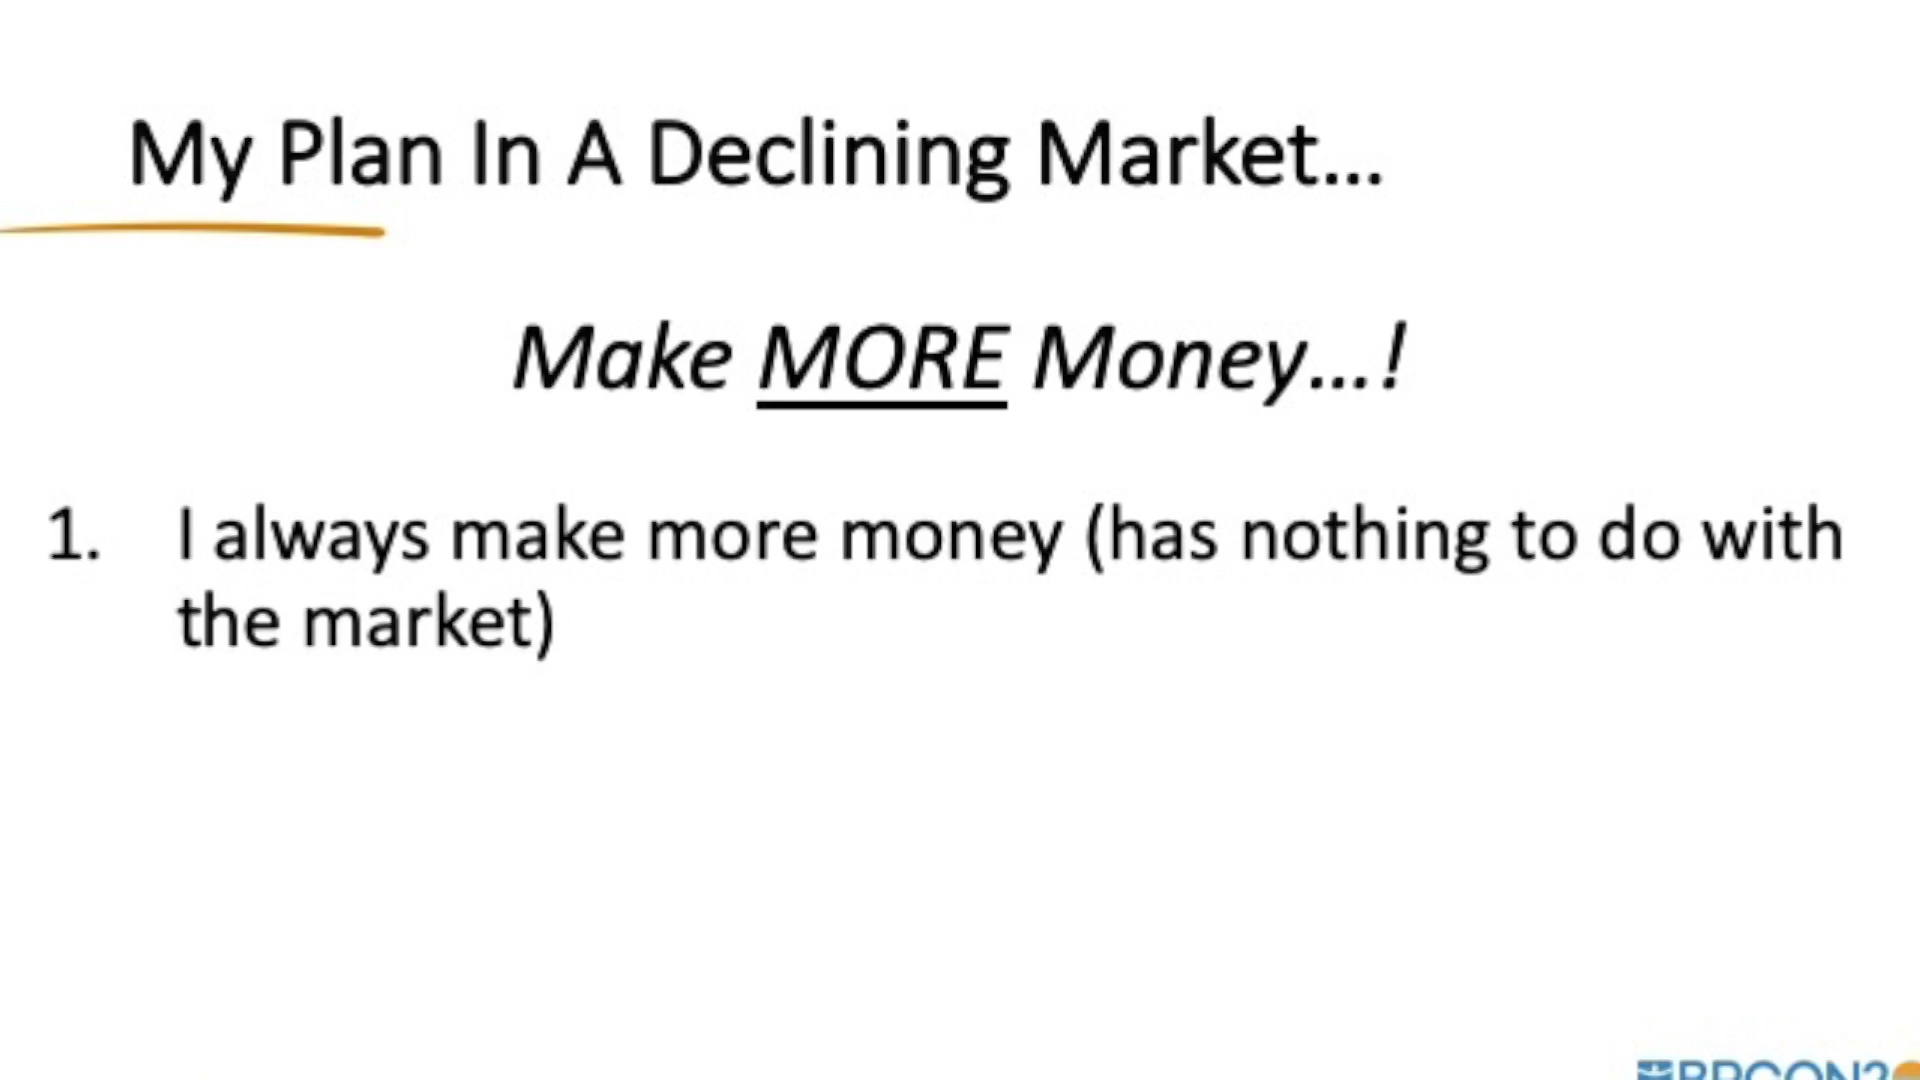 My Plan In A Declining Market...
Make MORE Money...!
1. I always make more money (has nothing to do with
the market)